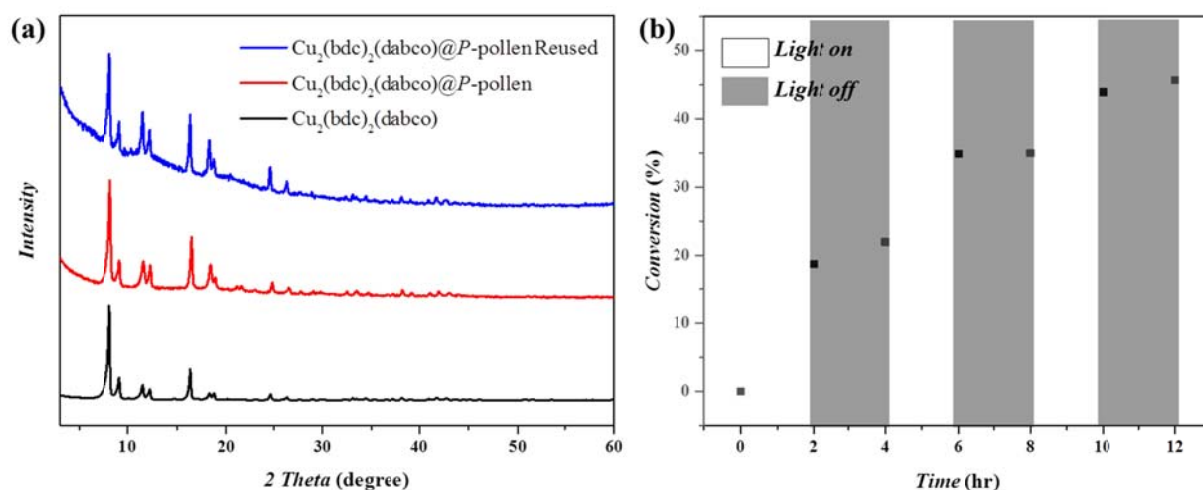 (a)
Cu₂(bdc)₂(dabco)@P-pollen Reused
Cu₂(bdc)₂(dabco)@P-pollen
Cu₂(bdc)₂(dabco)
Intensity
10 20 30 40 50 60
2 Theta (degree)
(b)
Light on
Light off
50
40
30
20
10
0
Conversion (%)
0 2 4 6 8 10 12
Time (hr)